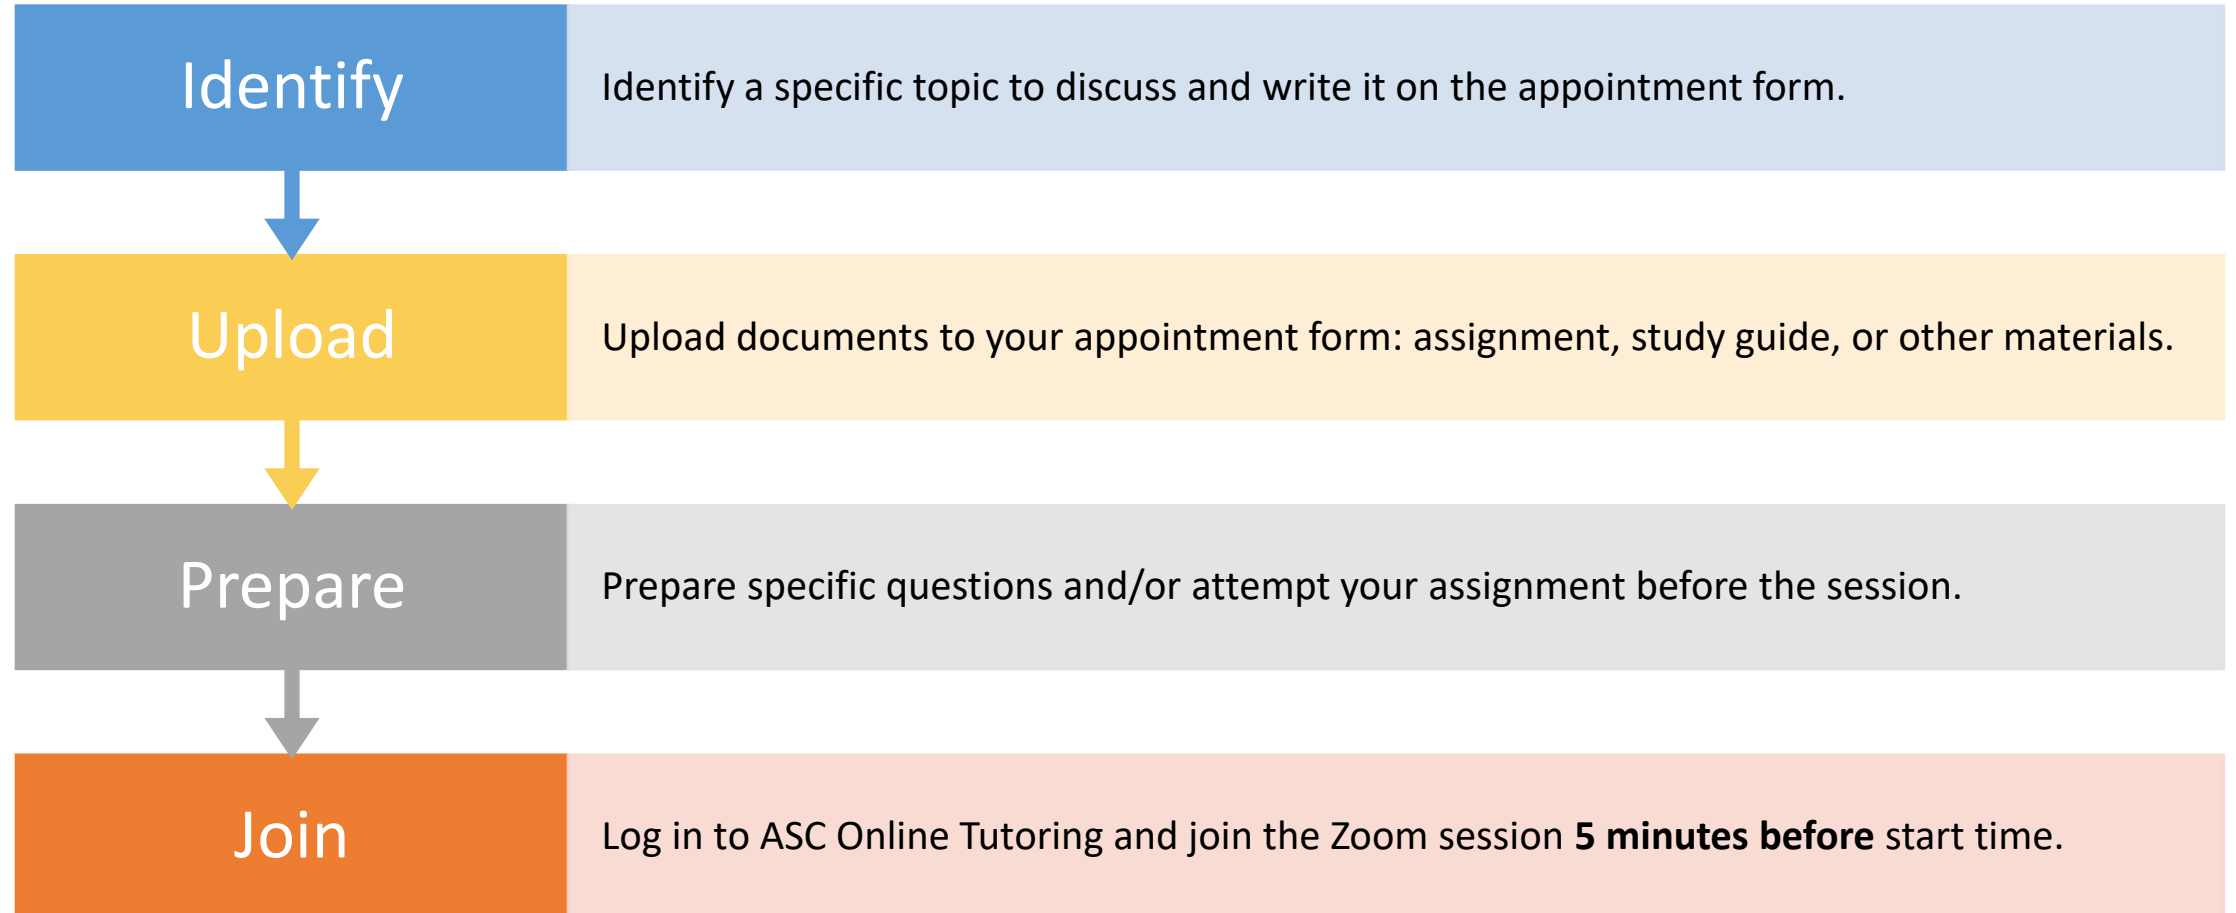 Identify
Identify a specific topic to discuss and write it on the appointment form.
Upload
Upload documents to your appointment form: assignment, study guide, or other materials.
Prepare
Prepare specific questions and/or attempt your assignment before the session.
Join
Log in to ASC Online Tutoring and join the Zoom session 5 minutes before start time.